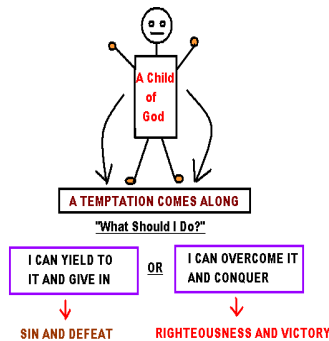 A Child
of
God
A TEMPTATION COMES ALONG
"What Should I Do?"
I CAN YIELD TO
IT AND GIVE IN
OR
I CAN OVERCOME IT
AND CONQUER
SIN AND DEFEAT
RIGHTEOUSNESS AND VICTORY